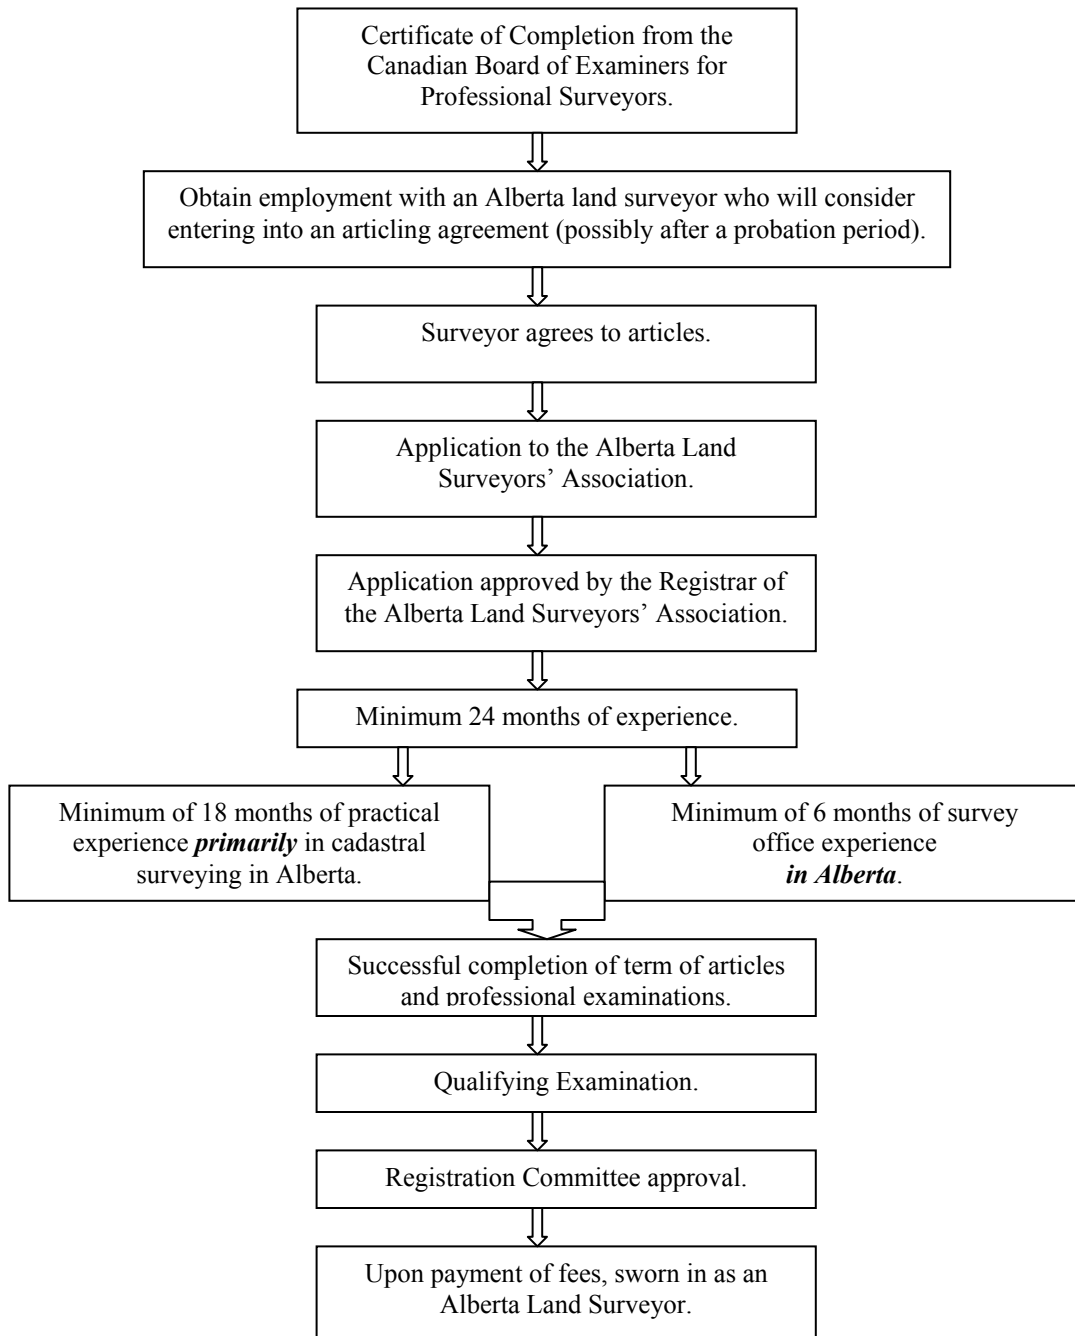 Certificate of Completion from the
Canadian Board of Examiners for
Professional Surveyors.
Obtain employment with an Alberta land surveyor who will consider
entering into an articling agreement (possibly after a probation period).
Surveyor agrees to articles.
Application to the Alberta Land
Surveyors’ Association.
Application approved by the Registrar of
the Alberta Land Surveyors’ Association.
Minimum 24 months of experience.
Minimum of 18 months of practical
experience primarily in cadastral
surveying in Alberta.
Minimum of 6 months of survey
office experience
in Alberta.
Successful completion of term of articles
and professional examinations.
Qualifying Examination.
Registration Committee approval.
Upon payment of fees, sworn in as an
Alberta Land Surveyor.